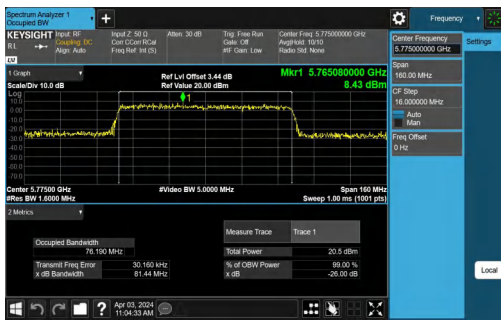 Spectrum Analyzer 1
Occupied BW
+
Frequency
KEYSIGHT
RL
Input: RF
Coupling: DC
Align: Auto
Input Z: 50 Ω
Corr CCorr RCal
Freq Ref: Int (S)
Atten: 30 dB
Trig: Free Run
Gate: Off
#IF Gain: Low
Center Freq: 5.775000000 GHz
Avg|Hold: 10/10
Radio Std: None
Center Frequency
5.775000000 GHz
Settings
Span
160.00 MHz
CF Step
16.000000 MHz
Auto
Man
Freq Offset
0 Hz
Local
1 Graph
Scale/Div 10.0 dB
Ref Lvl Offset 3.44 dB
Ref Value 20.00 dBm
Mkr1 5.765080000 GHz
8.43 dBm
Log
10.0
0.00
-10.0
-20.0
-30.0
-40.0
-50.0
-60.0
-70.0
1
Center 5.77500 GHz
#Res BW 1.6000 MHz
#Video BW 5.0000 MHz
Span 160 MHz
Sweep 1.00 ms (1001 pts)
2 Metrics
Measure Trace
Trace 1
Occupied Bandwidth
76.190 MHz
Total Power
20.5 dBm
Transmit Freq Error
30.160 kHz
% of OBW Power
99.00 %
x dB Bandwidth
81.44 MHz
x dB
-26.00 dB
?
Apr 03, 2024
11:04:33 AM